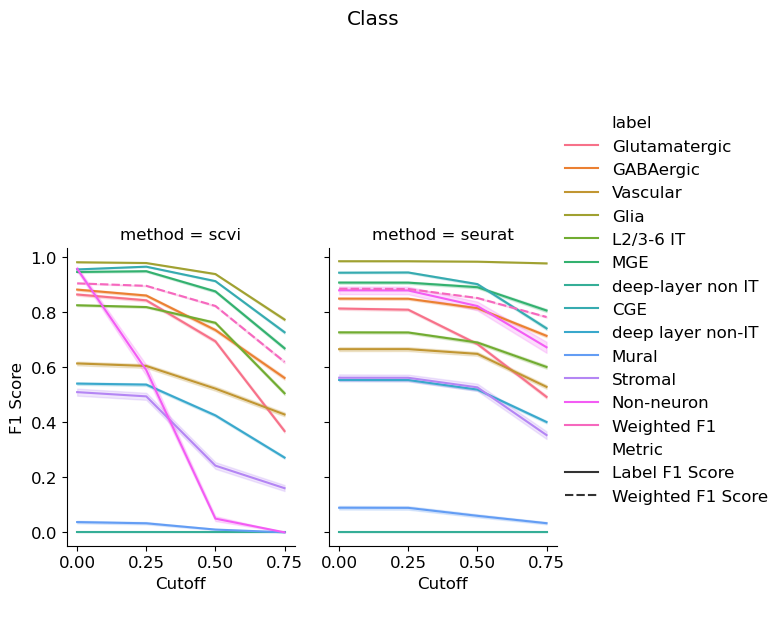 Class
method = scvi
method = seurat
F1 Score
1.0
0.8
0.6
0.4
0.2
0.0
0.00 0.25 0.50 0.75
Cutoff
0.00 0.25 0.50 0.75
Cutoff
label
Glutamatergic
GABAergic
Vascular
Glia
L2/3-6 IT
MGE
deep-layer non IT
CGE
deep layer non-IT
Mural
Stromal
Non-neuron
Weighted F1
Metric
Label F1 Score
Weighted F1 Score